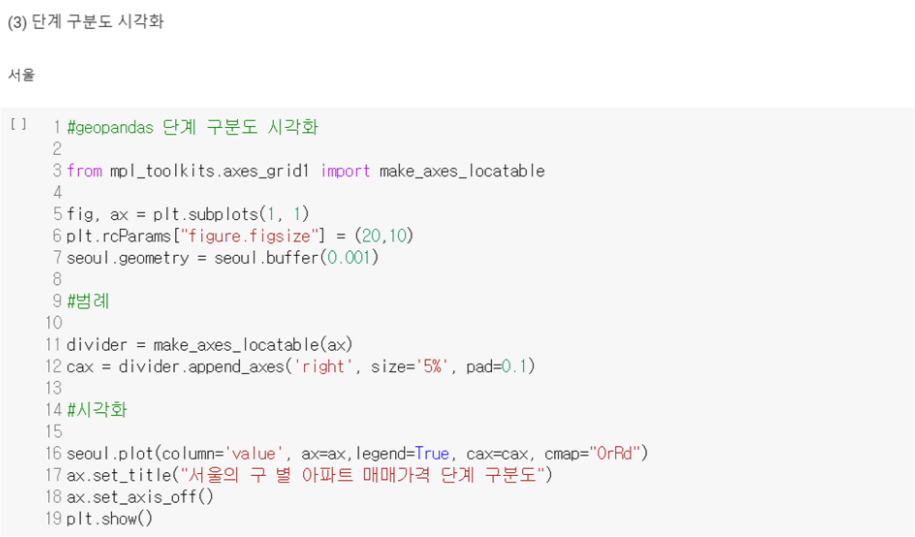 (3) 단계 구분도 시각화
서울
[ ]
1 #geopandas 단계 구분도 시각화
2
3 from mpl_toolkits.axes_grid1 import make_axes_locatable
4
5 fig, ax = plt.subplots(1, 1)
6 plt.rcParams["figure.figsize"] = (20,10)
7 seoul.geometry = seoul.buffer(0.001)
8
9 #범례
10
11 divider = make_axes_locatable(ax)
12 cax = divider.append_axes('right', size='5%', pad=0.1)
13
14 #시각화
15
16 seoul.plot(column='value', ax=ax,legend=True, cax=cax, cmap="OrRd")
17 ax.set_title("서울의 구 별 아파트 매매가격 단계 구분도")
18 ax.set_axis_off()
19 plt.show()